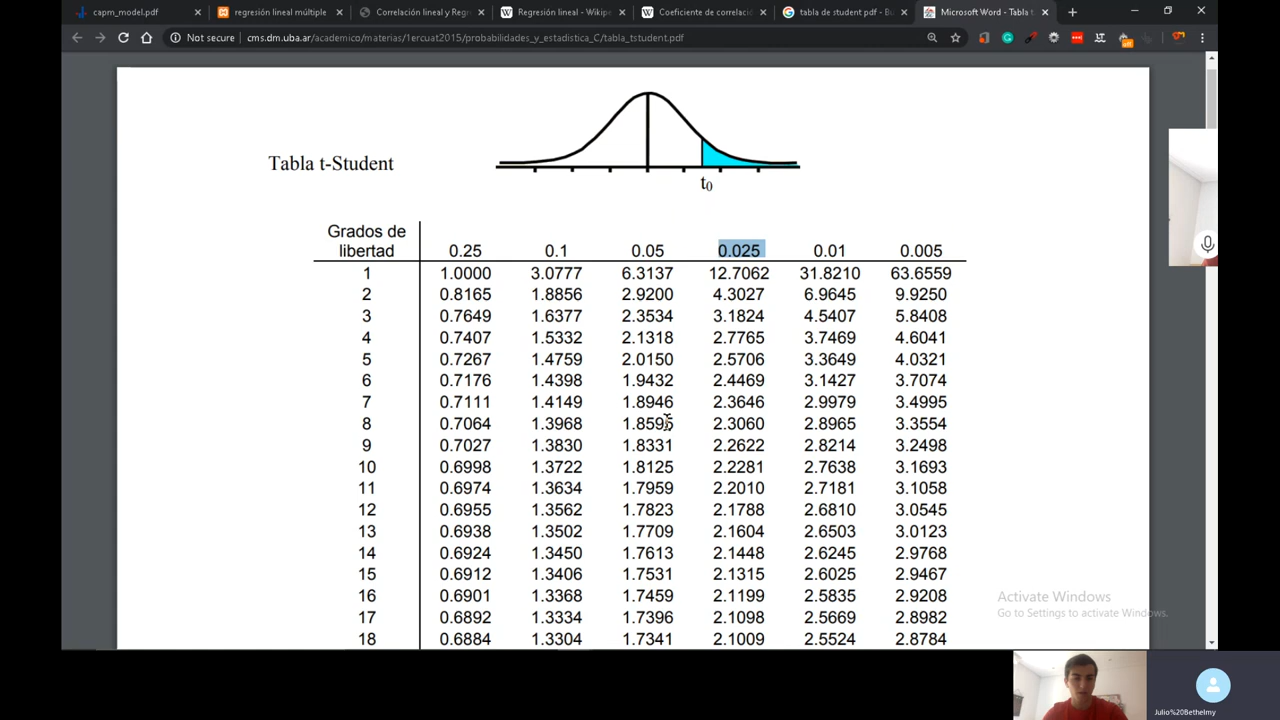 capm_model.pdf
regresión lineal múltiple
Correlación lineal y Regr
Regresión lineal - Wikipe
Coeficiente de correlació
tabla de student pdf - Bu
Microsoft Word - Tabla t
Not secure
cms.dm.uba.ar/academico/materias/1ercuat2015/probabilidades_y_estadistica_C/tabla_tstudent.pdf
Tabla t-Student
t0
Grados de
libertad 0.25 0.1 0.05 0.025 0.01 0.005
1 1.0000 3.0777 6.3137 12.7062 31.8210 63.6559
2 0.8165 1.8856 2.9200 4.3027 6.9645 9.9250
3 0.7649 1.6377 2.3534 3.1824 4.5407 5.8408
4 0.7407 1.5332 2.1318 2.7765 3.7469 4.6041
5 0.7267 1.4759 2.0150 2.5706 3.3649 4.0321
6 0.7176 1.4398 1.9432 2.4469 3.1427 3.7074
7 0.7111 1.4149 1.8946 2.3646 2.9979 3.4995
8 0.7064 1.3968 1.8595 2.3060 2.8965 3.3554
9 0.7027 1.3830 1.8331 2.2622 2.8214 3.2498
10 0.6998 1.3722 1.8125 2.2281 2.7638 3.1693
11 0.6974 1.3634 1.7959 2.2010 2.7181 3.1058
12 0.6955 1.3562 1.7823 2.1788 2.6810 3.0545
13 0.6938 1.3502 1.7709 2.1604 2.6503 3.0123
14 0.6924 1.3450 1.7613 2.1448 2.6245 2.9768
15 0.6912 1.3406 1.7531 2.1315 2.6025 2.9467
16 0.6901 1.3368 1.7459 2.1199 2.5835 2.9208
17 0.6892 1.3334 1.7396 2.1098 2.5669 2.8982
18 0.6884 1.3304 1.7341 2.1009 2.5524 2.8784
Activate Windows
Go to Settings to activate Windows.
Julio%20Bethelmy